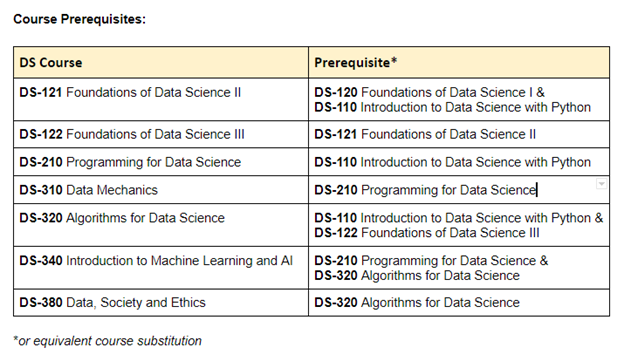 Course Prerequisites:
DS Course Prerequisite*
DS-121 Foundations of Data Science II DS-120 Foundations of Data Science I &
DS-110 Introduction to Data Science with Python
DS-122 Foundations of Data Science III DS-121 Foundations of Data Science II
DS-210 Programming for Data Science DS-110 Introduction to Data Science with Python
DS-310 Data Mechanics DS-210 Programming for Data Science
DS-320 Algorithms for Data Science DS-110 Introduction to Data Science with Python &
DS-122 Foundations of Data Science III
DS-340 Introduction to Machine Learning and AI DS-210 Programming for Data Science &
DS-320 Algorithms for Data Science
DS-380 Data, Society and Ethics DS-320 Algorithms for Data Science
*or equivalent course substitution